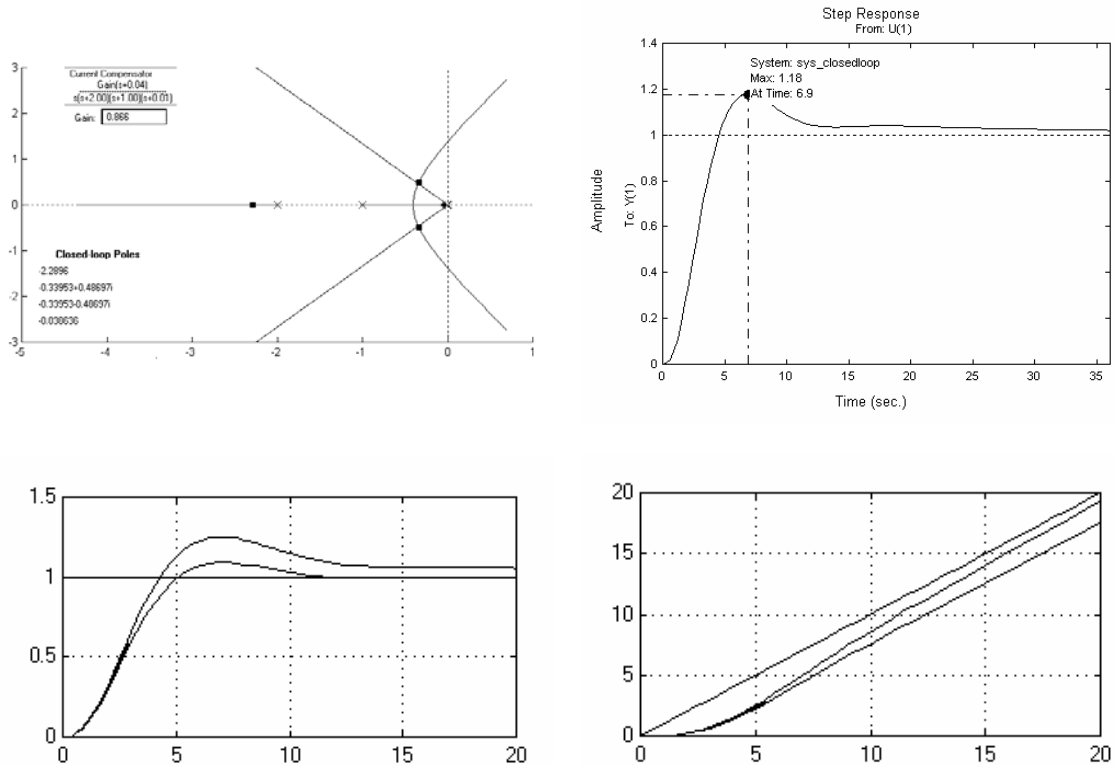 Current Compensator
Gain(s+0.04)
s(s+2.00)(s+1.00)(s+0.01)
Gain: 0.866
3
2
1
0
-1
-2
-3
Closed-loop Poles
-2.2896
-0.33953+0.48697i
-0.33953-0.48697i
-0.038636
-5 -4 -3 -2 -1 0 1
Step Response
From: U(1)
System: sys_closedloop
Max: 1.18
At Time: 6.9
1.4
1.2
1
0.8
0.6
0.4
0.2
0
Amplitude
To: Y(1)
0 5 10 15 20 25 30 35
Time (sec.)
1.5
1
0.5
0
0 5 10 15 20
20
15
10
5
0
0 5 10 15 20